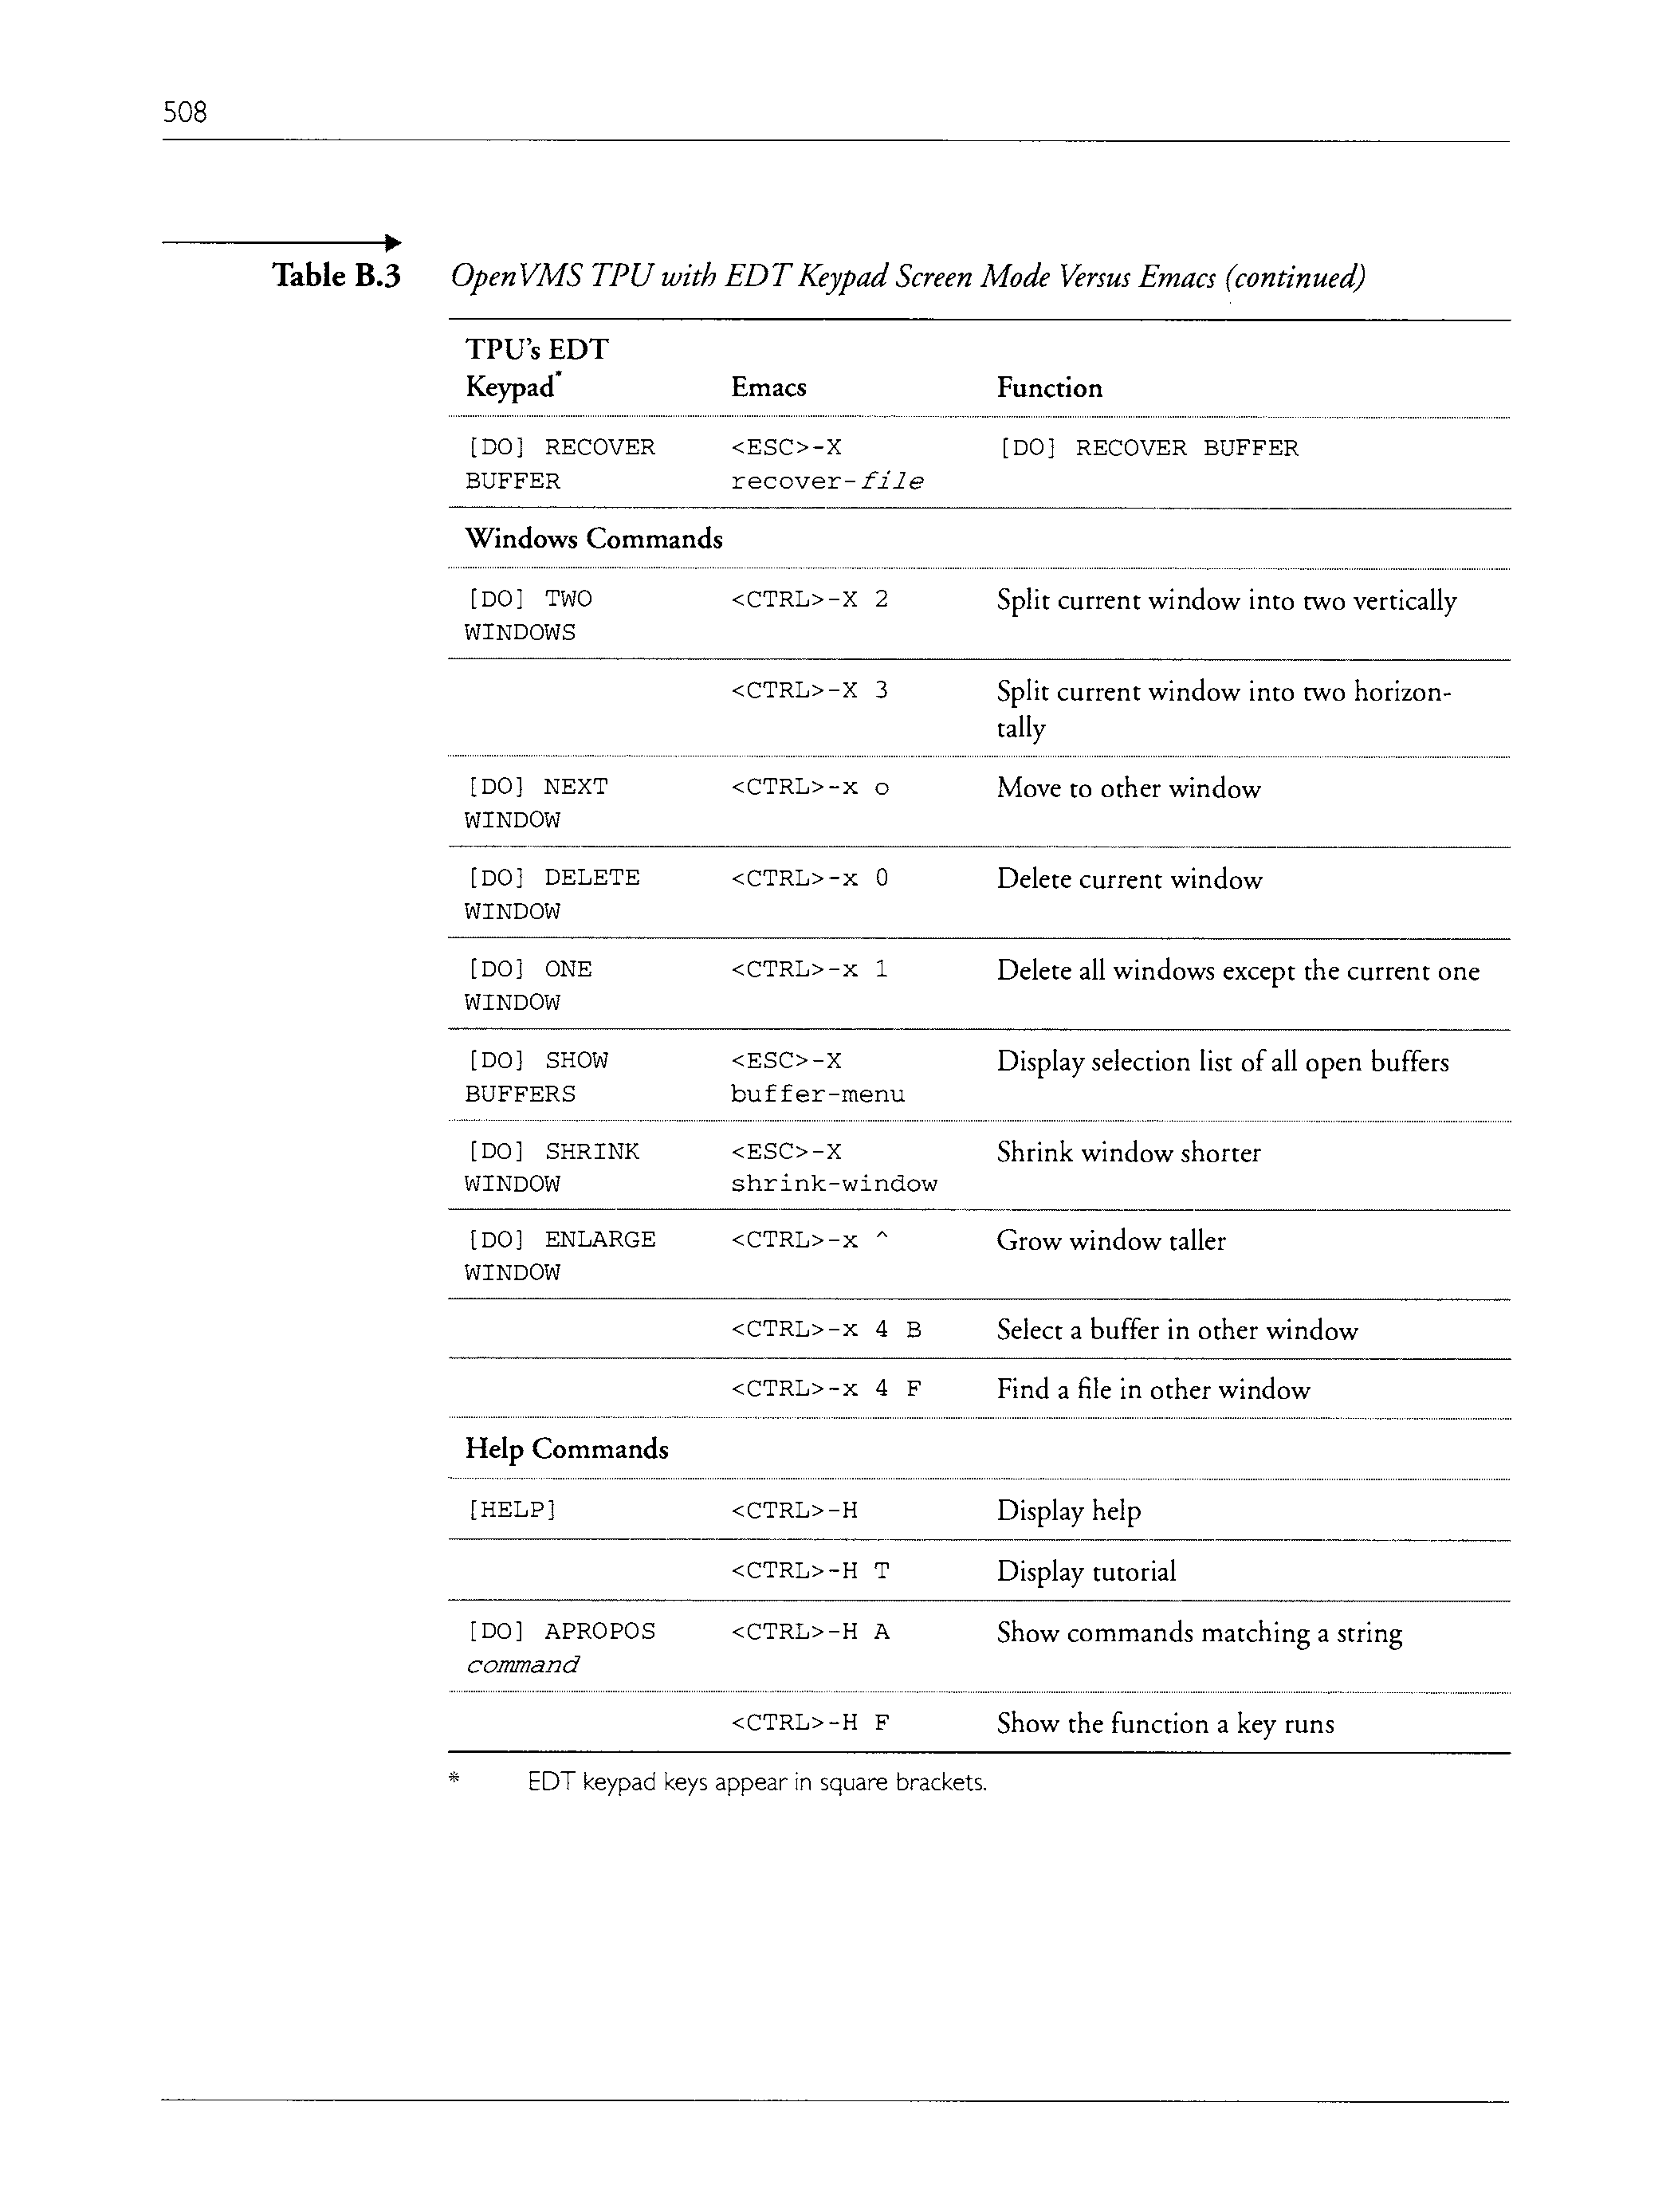 508
Table B.3 OpenVMS TPU with EDT Keypad Screen Mode Versus Emacs (continued)
TPU's EDT
Keypad* Emacs Function
[DO] RECOVER <ESC>-X [DO] RECOVER BUFFER
BUFFER recover-file
Windows Commands
[DO] TWO <CTRL>-X 2 Split current window into two vertically
WINDOWS
<CTRL>-X 3 Split current window into two horizon-
tally
[DO] NEXT <CTRL>-x o Move to other window
WINDOW
[DO] DELETE <CTRL>-x 0 Delete current window
WINDOW
[DO] ONE <CTRL>-x 1 Delete all windows except the current one
WINDOW
[DO] SHOW <ESC>-X Display selection list of all open buffers
BUFFERS buffer-menu
[DO] SHRINK <ESC>-X Shrink window shorter
WINDOW shrink-window
[DO] ENLARGE <CTRL>-x ^ Grow window taller
WINDOW
<CTRL>-x 4 B Select a buffer in other window
<CTRL>-x 4 F Find a file in other window
Help Commands
[HELP] <CTRL>-H Display help
<CTRL>-H T Display tutorial
[DO] APROPOS <CTRL>-H A Show commands matching a string
command
<CTRL>-H F Show the function a key runs
* EDT keypad keys appear in square brackets.